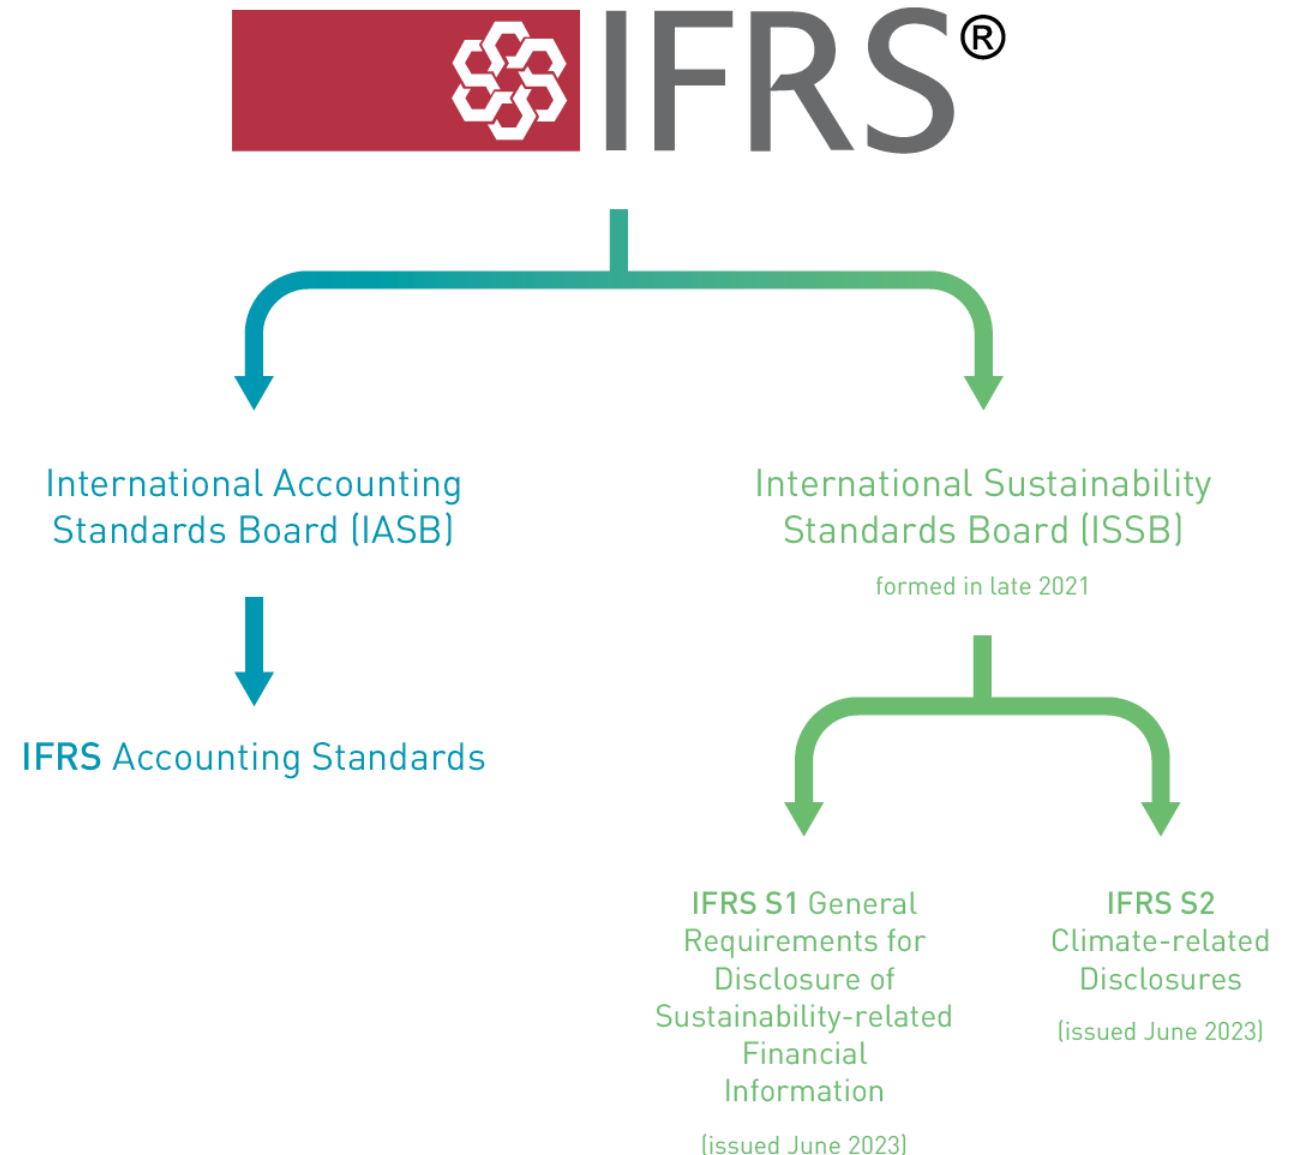 IFRS®
International Accounting
Standards Board (IASB)
IFRS Accounting Standards
International Sustainability
Standards Board (ISSB)
formed in late 2021
IFRS S1 General
Requirements for
Disclosure of
Sustainability-related
Financial
Information
(issued June 2023)
IFRS S2
Climate-related
Disclosures
(issued June 2023)